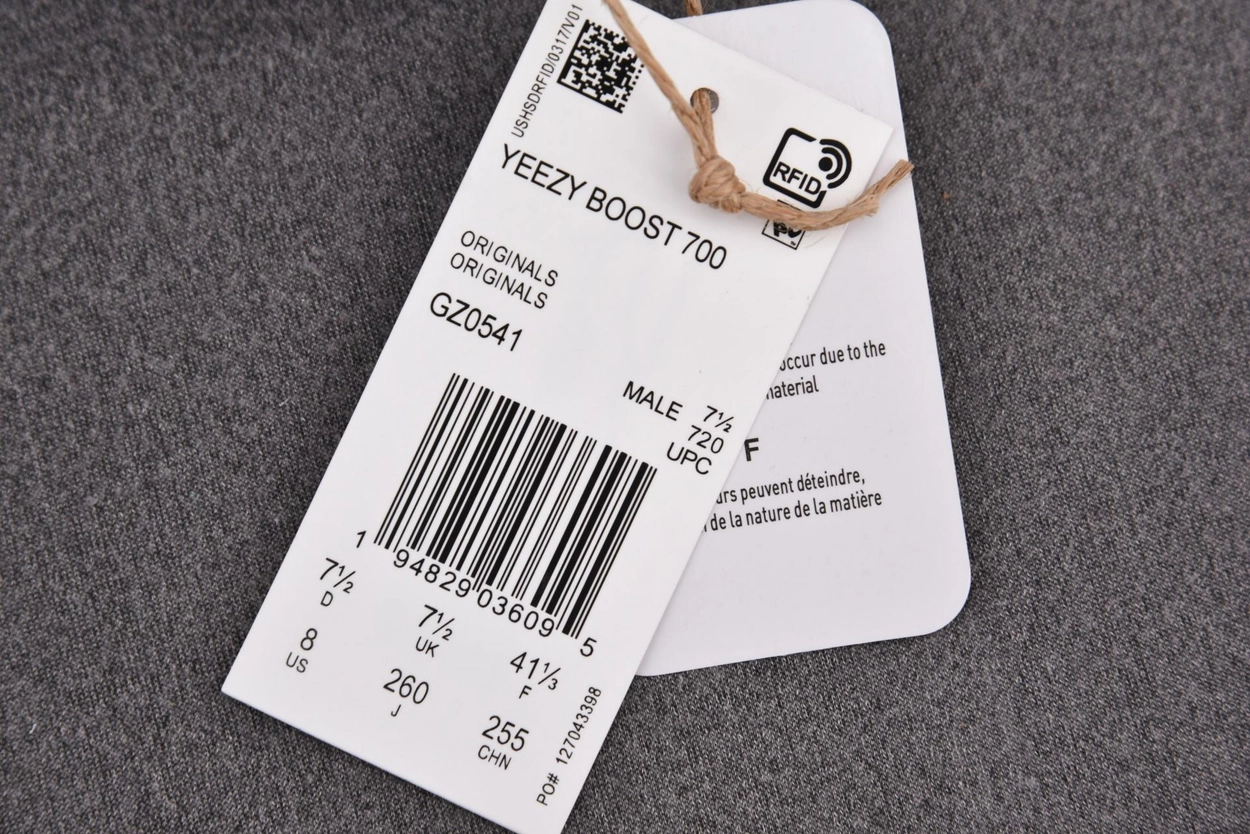 USHSDRFID/0317/V01
RFID
YEEZY BOOST 700
ORIGINALS
ORIGINALS
GZ0541
MALE 7½
720
UPC
1 94829 03609 5
7½
D
7½
UK
41⅓
F
8
US
260
J
255
CHN
PO# 127043398
occur due to the
material
F
peuvent déteindre,
de la nature de la matière